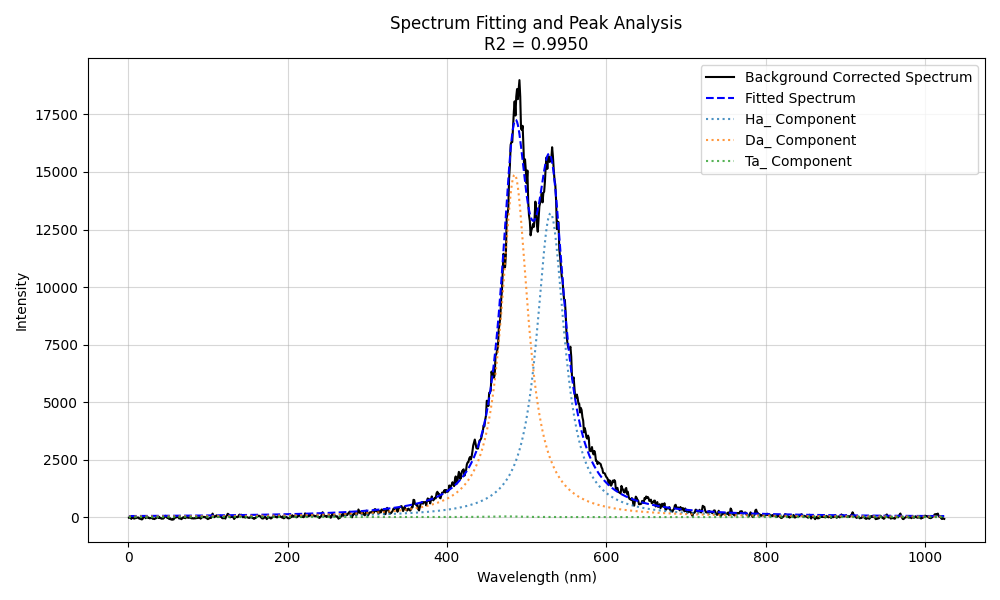 Spectrum Fitting and Peak Analysis
R2 = 0.9950
Background Corrected Spectrum
Fitted Spectrum
Ha_ Component
Da_ Component
Ta_ Component
Intensity
17500
15000
12500
10000
7500
5000
2500
0
0 200 400 600 800 1000
Wavelength (nm)